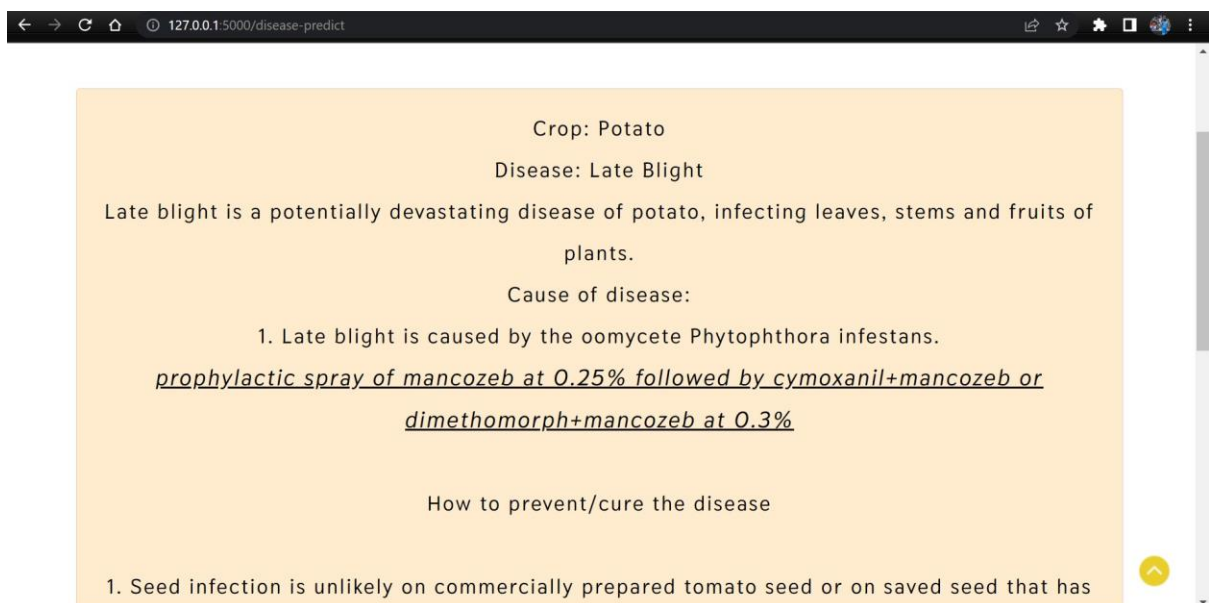 127.0.0.1:5000/disease-predict
Crop: Potato
Disease: Late Blight
Late blight is a potentially devastating disease of potato, infecting leaves, stems and fruits of
plants.
Cause of disease:
1. Late blight is caused by the oomycete Phytophthora infestans.
prophylactic spray of mancozeb at 0.25% followed by cymoxanil+mancozeb or
dimethomorph+mancozeb at 0.3%
How to prevent/cure the disease
1. Seed infection is unlikely on commercially prepared tomato seed or on saved seed that has